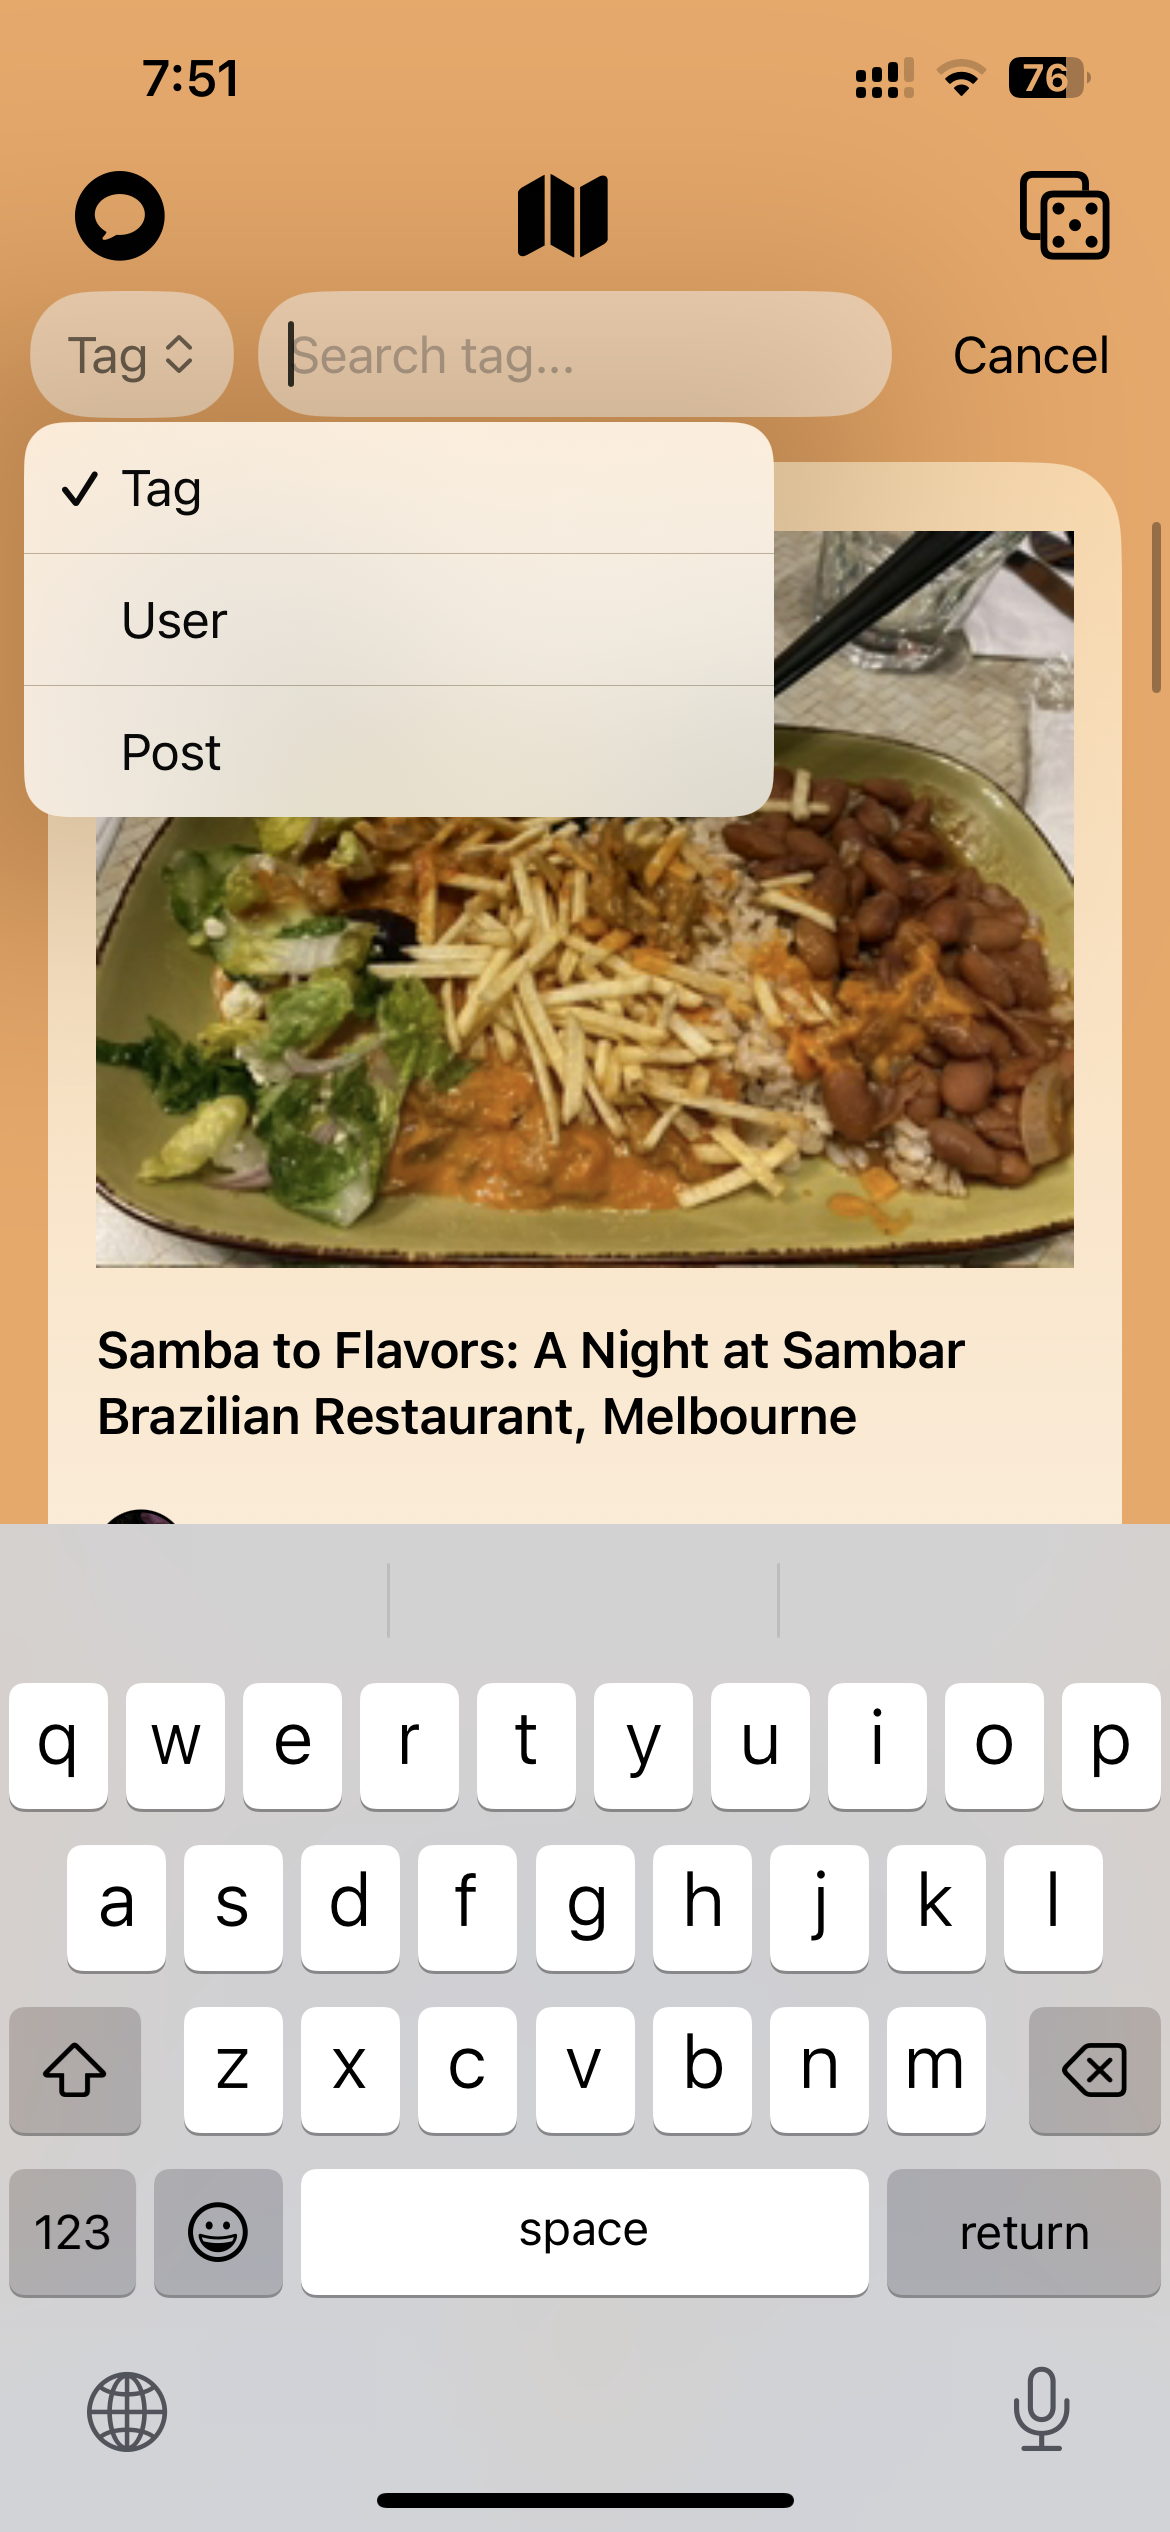 7:51
76
Tag
Search tag...
Cancel
Tag
User
Post
Samba to Flavors: A Night at Sambar
Brazilian Restaurant, Melbourne
q w e r t y u i o p
a s d f g h j k l
z x c v b n m
123
space
return